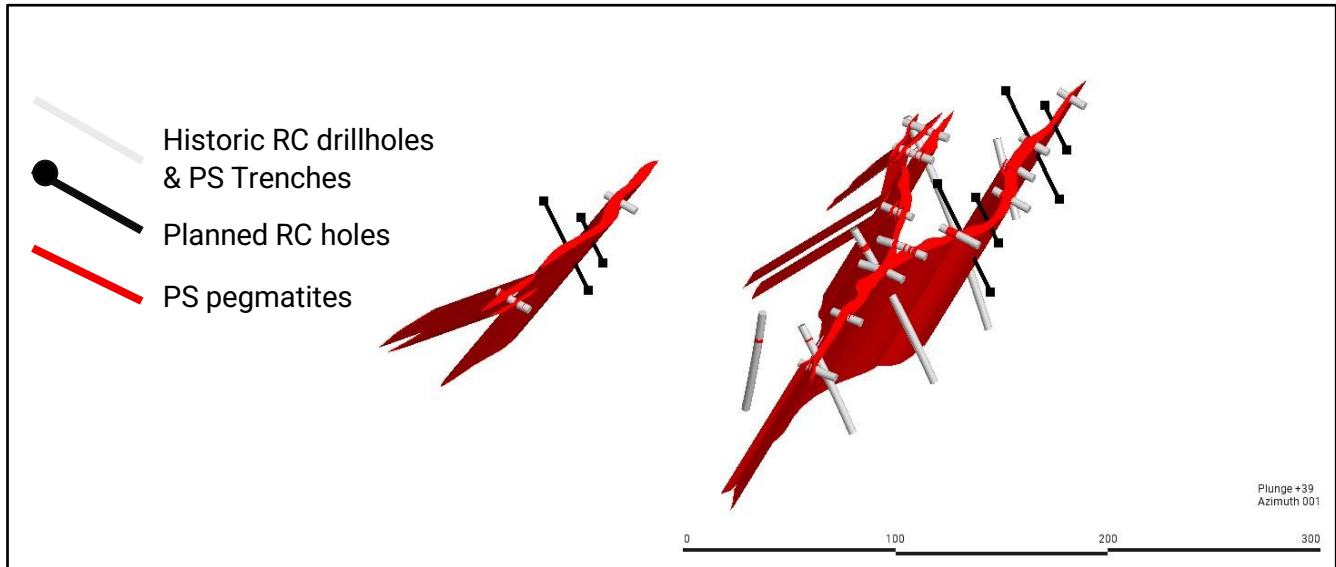 Historic RC drillholes
& PS Trenches
Planned RC holes
PS pegmatites
Plunge +39
Azimuth 001
0 100 200 300